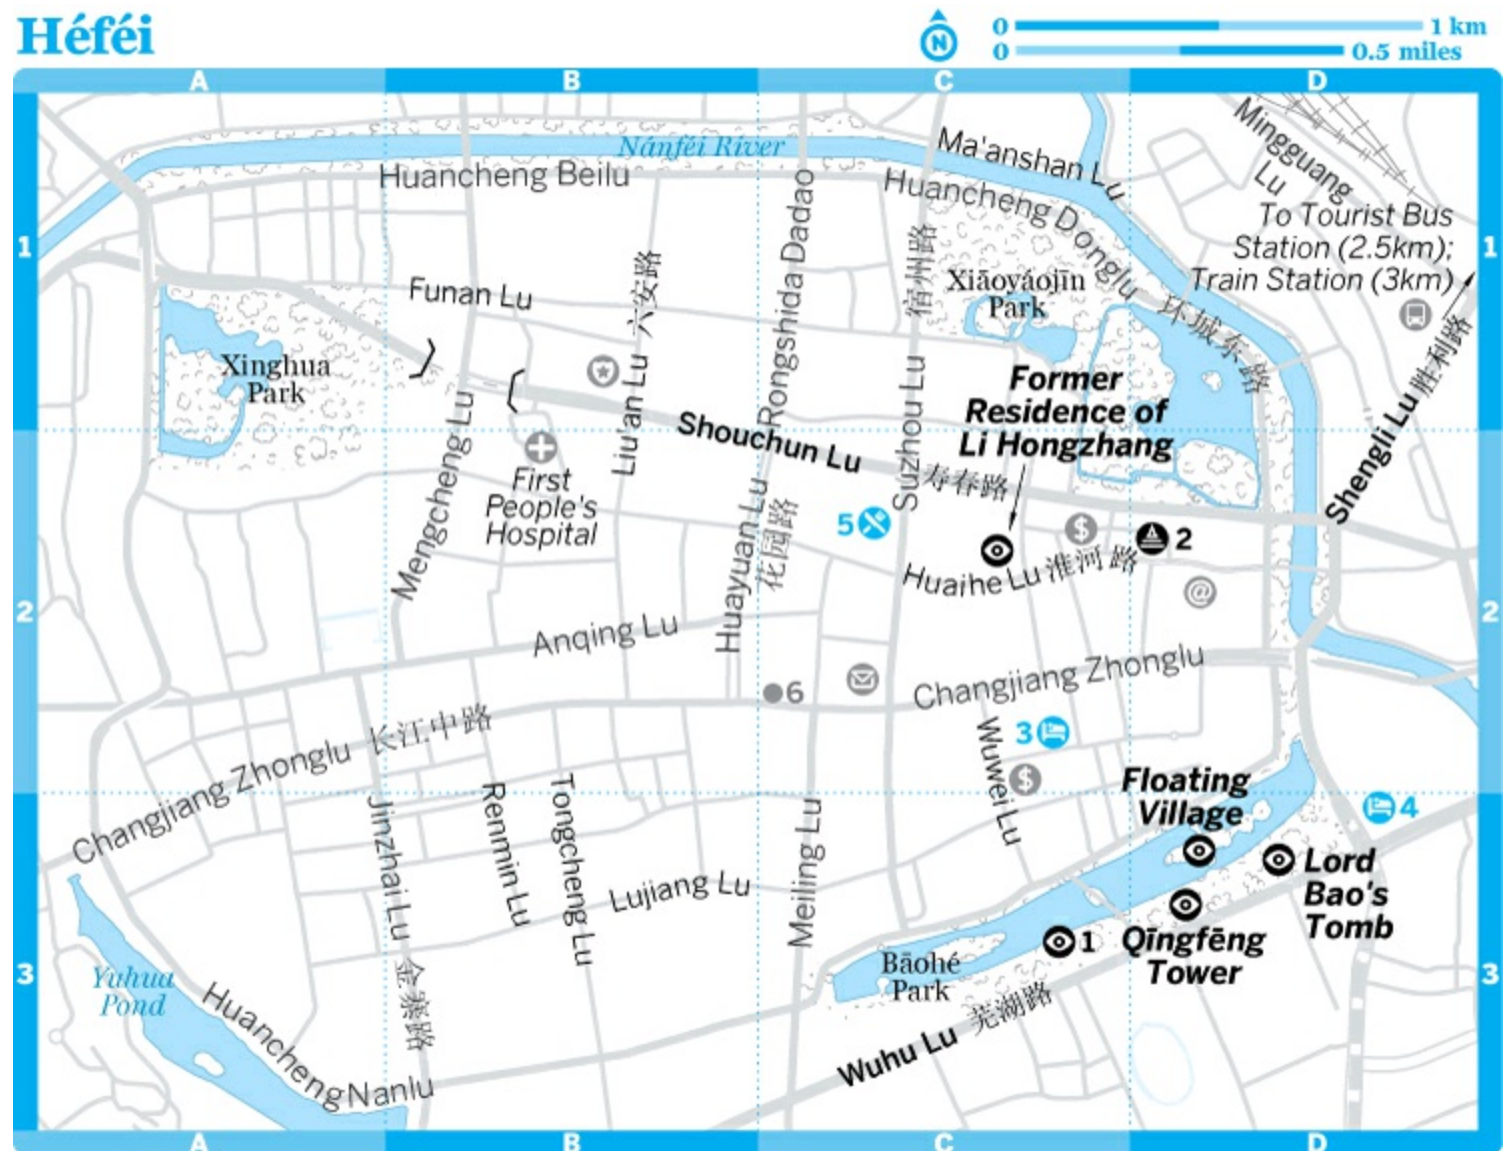 Héféi
N
0 1 km
0 0.5 miles
A B C D
Nánféi River
Huancheng Beilu
Ma'anshan Lu
Huancheng Donglu
环城东路
Mingguang
Lu
To Tourist Bus
Station (2.5km);
Train Station (3km)
1
1
Funan Lu
Liu'an Lu 六安路
Rongshida Dadao
Suzhou Lu
宿州路
Xiāoyáojīn
Park
Xinghua
Park
Former
Residence of
Li Hongzhang
Shengli Lu 胜利路
Shouchun Lu
寿春路
Mengcheng Lu
First
People's
Hospital
Huayuan Lu
花园路
5
$
2
Huaihe Lu 淮河路
@
2
2
Anqing Lu
Changjiang Zhonglu
6
3
$
Wuwei Lu
Changjiang Zhonglu 长江中路
Floating
Village
4
Jinzhai Lu
金寨路
Renmin Lu
Tongcheng Lu
Lujiang Lu
Meiling Lu
Lord
Bao's
Tomb
1
Qīngfēng
Tower
Bāohé
Park
3
3
Yuhua
Pond
Huancheng Nanlu
Wuhu Lu 芜湖路
A B C D